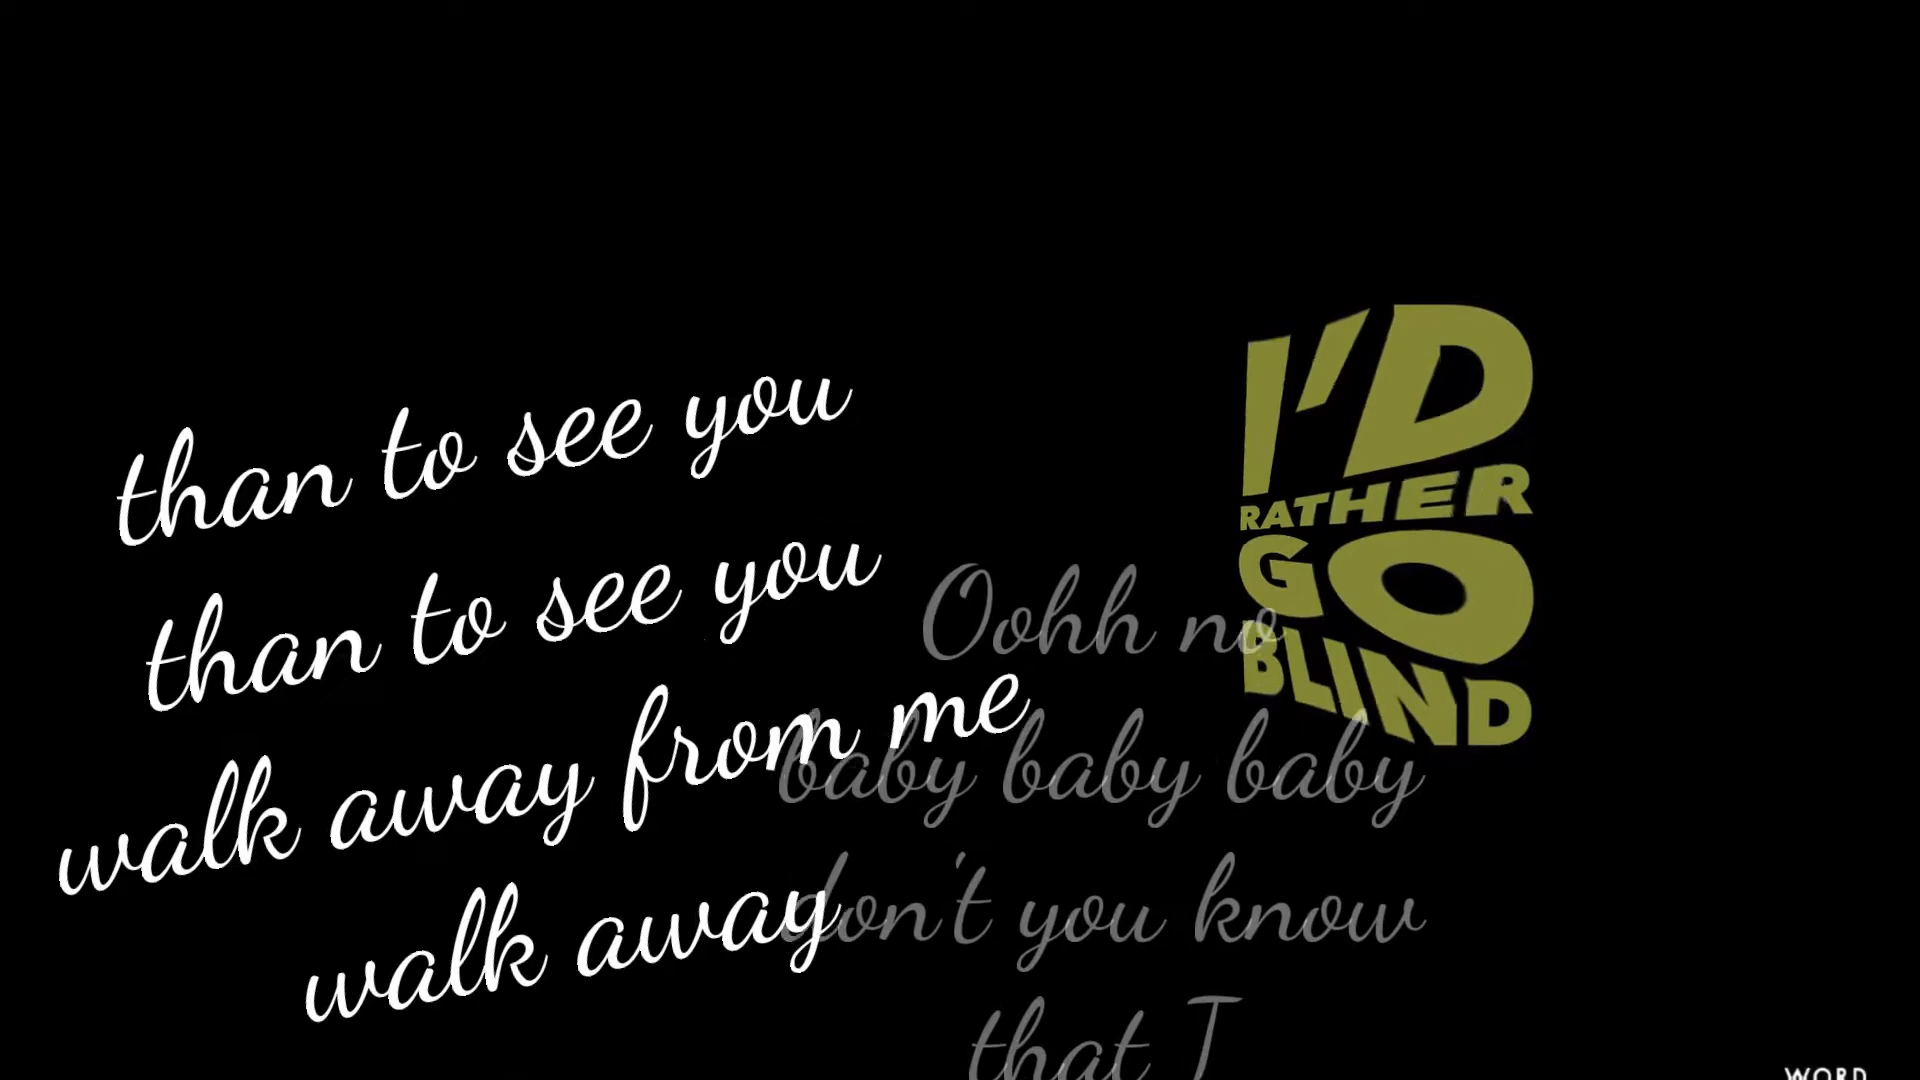 than to see you
than to see you
walk away from me
walk away
I'D
RATHER
GO
BLIND
Oohh no
baby baby baby
don't you know
that I
WORD